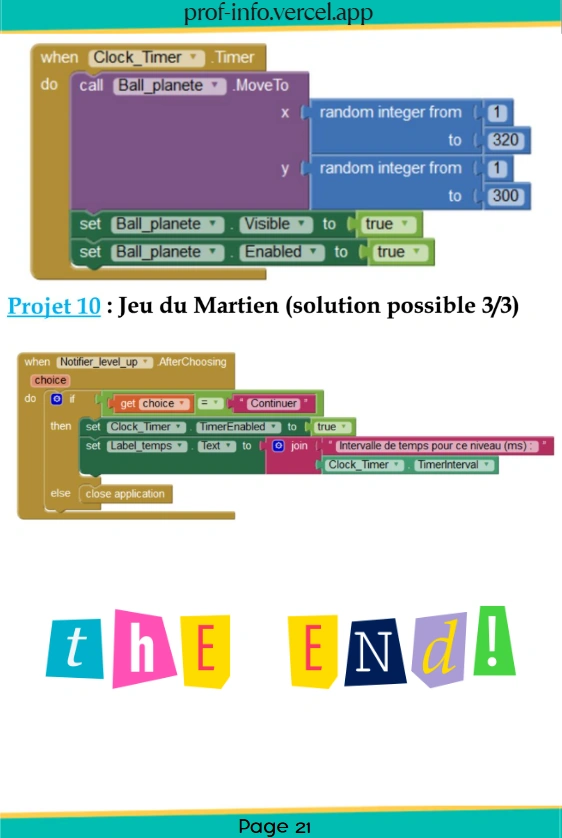 prof-info.vercel.app
when Clock_Timer .Timer
do call Ball_planete .MoveTo
x random integer from 1
to 320
y random integer from 1
to 300
set Ball_planete . Visible to true
set Ball_planete . Enabled to true
Projet 10 : Jeu du Martien (solution possible 3/3)
when Notifier_level_up .AfterChoosing
choice
do if get choice = " Continuer "
then set Clock_Timer . TimerEnabled to true
set Label_temps . Text to join " Intervalle de temps pour ce niveau (ms) : "
Clock_Timer . TimerInterval
else close application
thE END!
Page 21